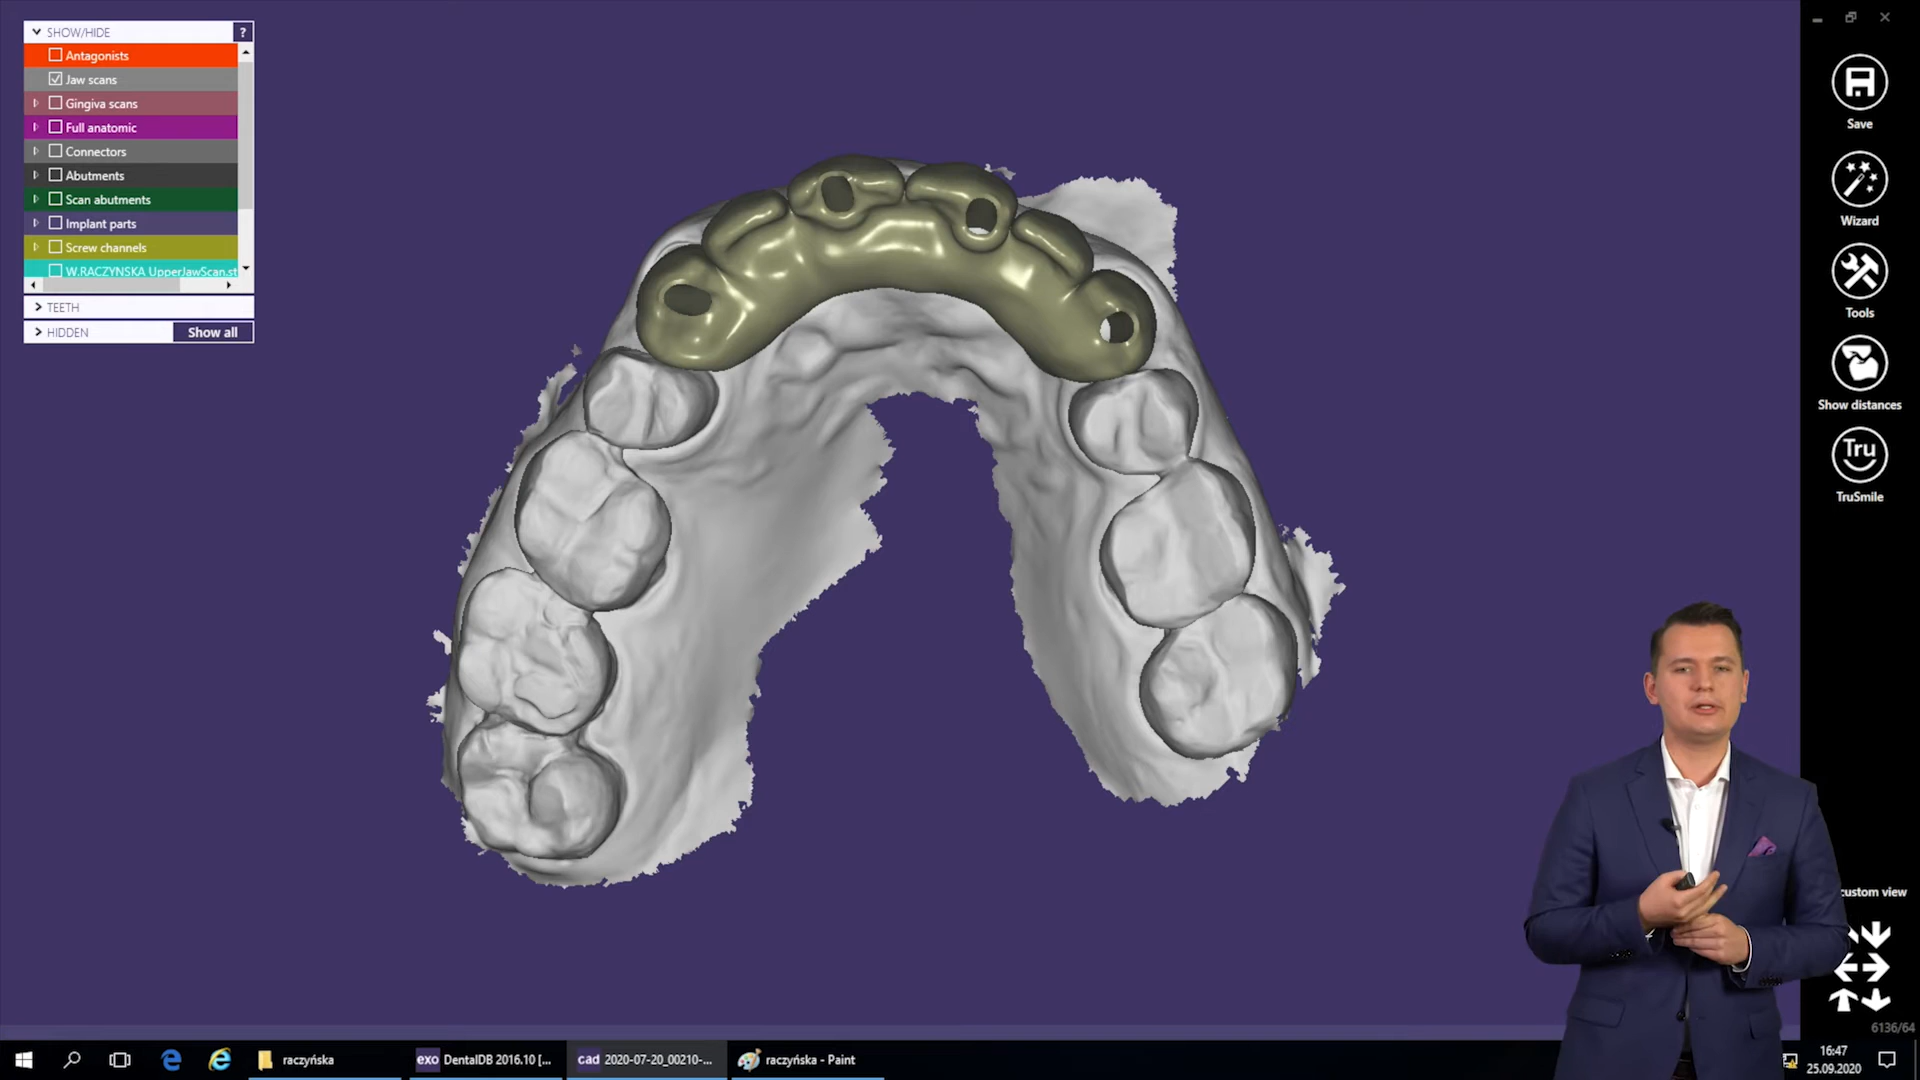 SHOW/HIDE ?
Antagonists
Jaw scans
Gingiva scans
Full anatomic
Connectors
Abutments
Scan abutments
Implant parts
Screw channels
W.RACZYNSKA UpperJawScan.st
TEETH
HIDDEN Show all
Save
Wizard
Tools
Show distances
Tru
TruSmile
custom view
6136/64
raczyńska
exo DentalDB 2016.10 [...
cad 2020-07-20_00210-...
raczyńska - Paint
16:47
25.09.2020